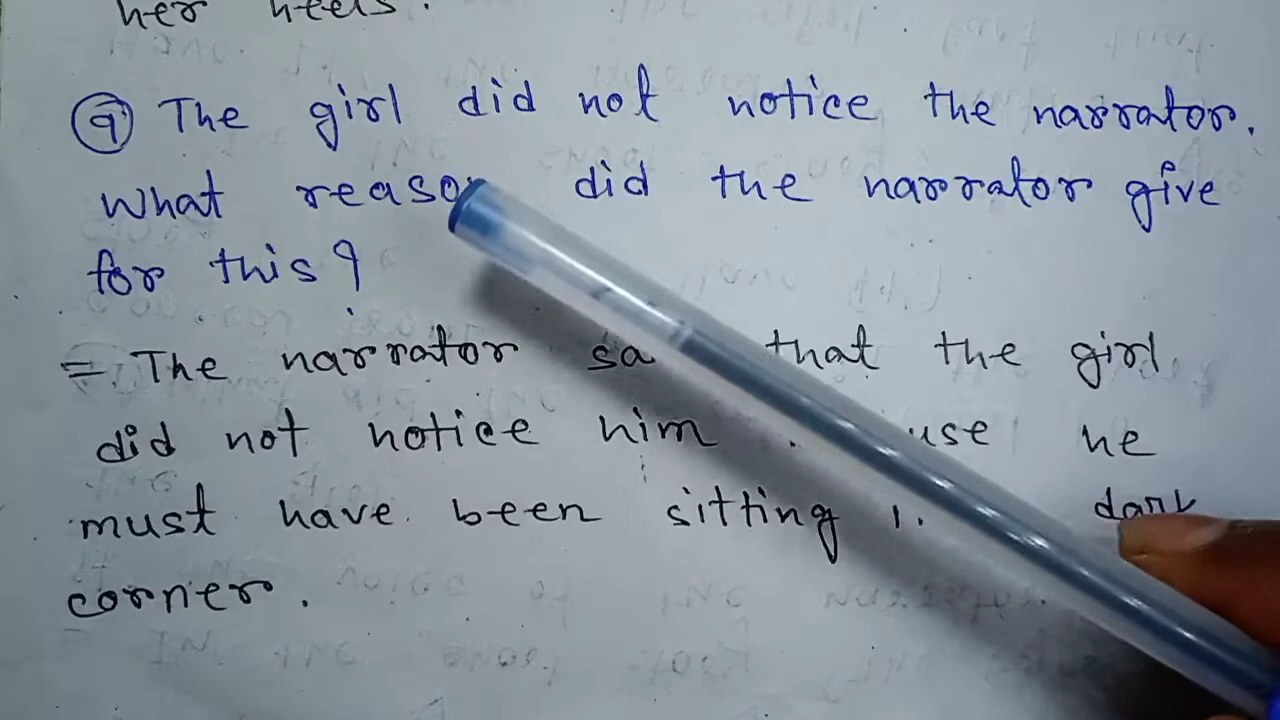 her heels.
⑨ The girl did not notice the narrator.
What reason did the narrator give
for this?
= The narrator sa that the girl
did not notice him use he
must have been sitting dark
corner.